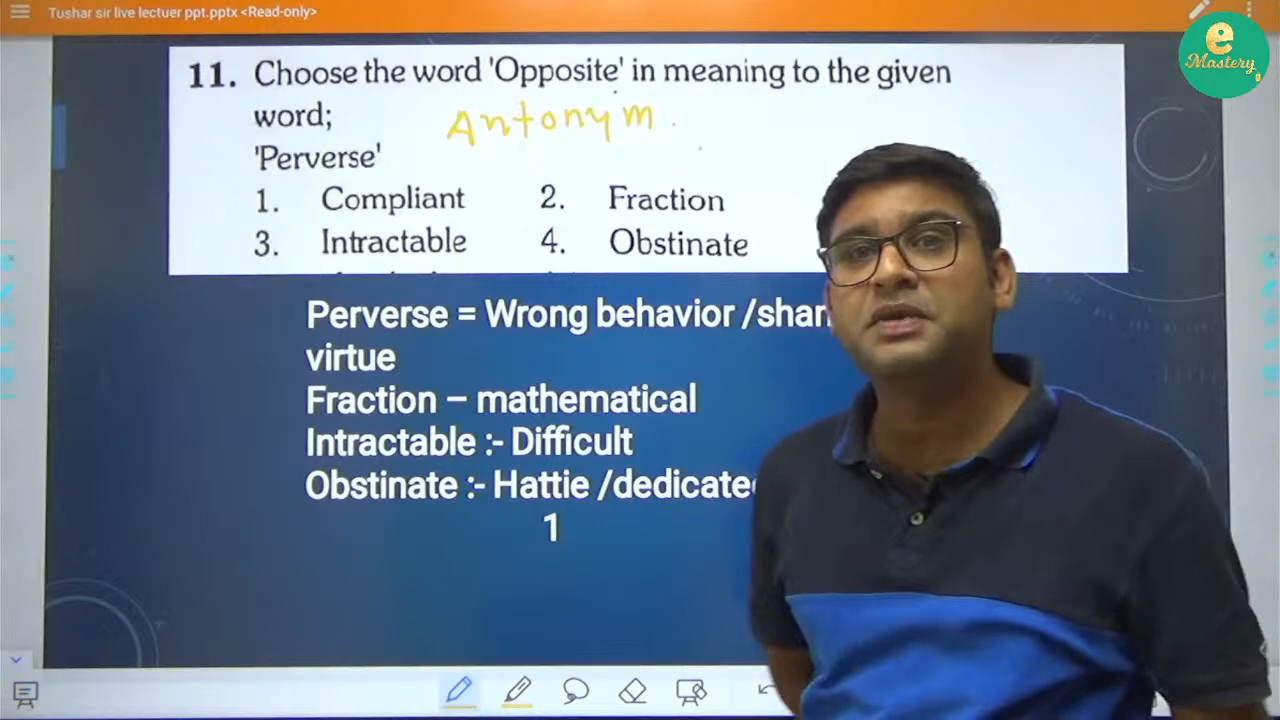 Tushar sir live lectuer ppt.pptx <Read-only>
e
Mastery
11. Choose the word 'Opposite' in meaning to the given
word;
Antonym.
'Perverse'
1. Compliant 2. Fraction
3. Intractable 4. Obstinate
Perverse = Wrong behavior /shar
virtue
Fraction – mathematical
Intractable :- Difficult
Obstinate :- Hattie /dedicated
1